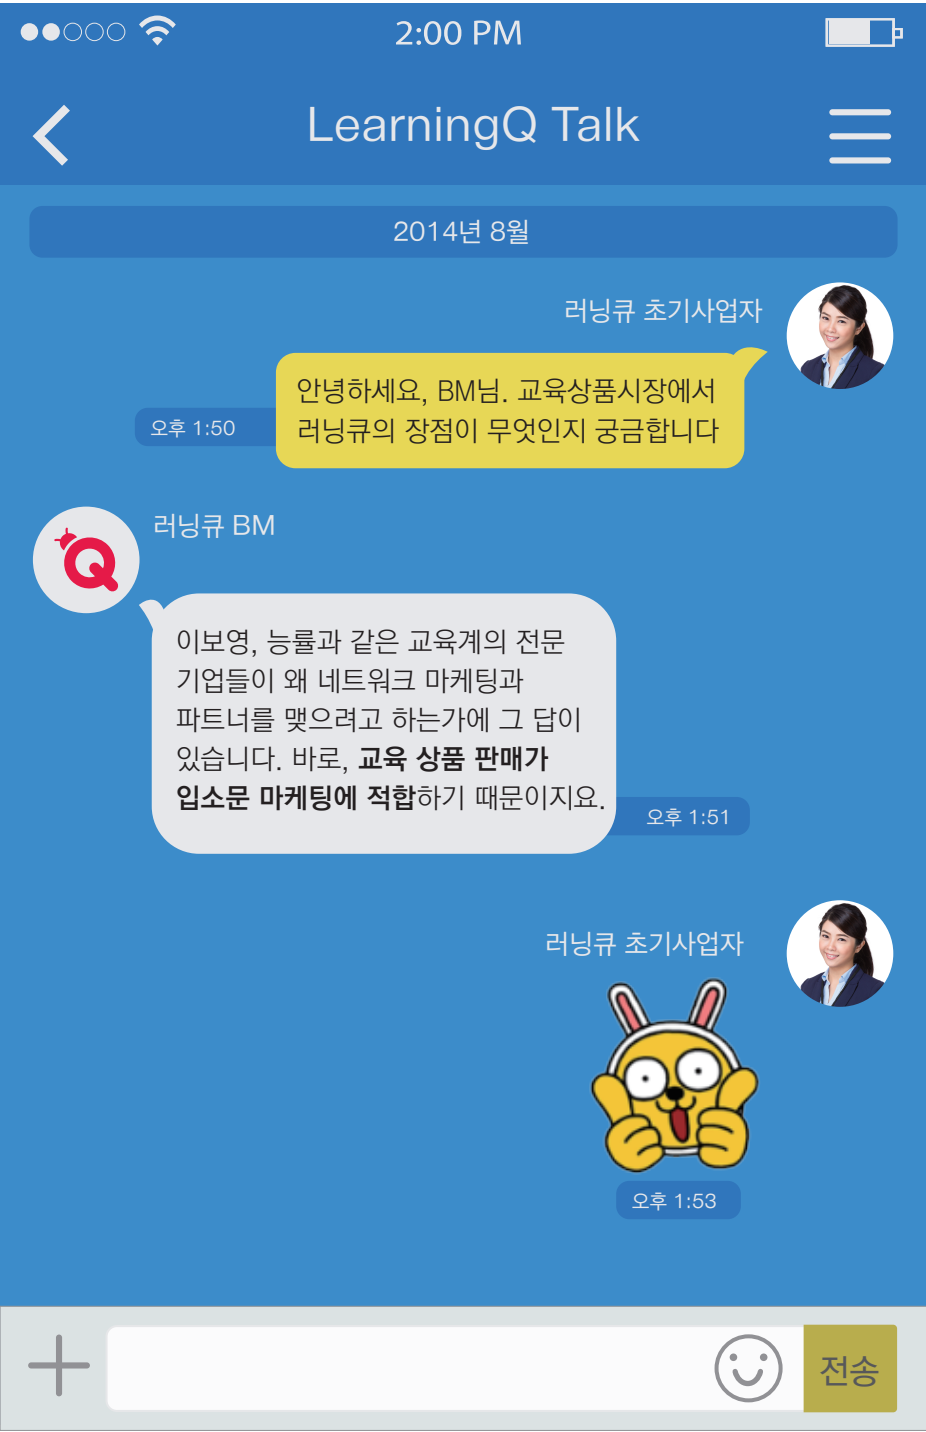 2:00 PM
LearningQ Talk
2014년 8월
러닝큐 초기사업자
안녕하세요, BM님. 교육상품시장에서
러닝큐의 장점이 무엇인지 궁금합니다
오후 1:50
러닝큐 BM
이보영, 능률과 같은 교육계의 전문
기업들이 왜 네트워크 마케팅과
파트너를 맺으려고 하는가에 그 답이
있습니다. 바로, 교육 상품 판매가
입소문 마케팅에 적합하기 때문이지요.
오후 1:51
러닝큐 초기사업자
오후 1:53
전송